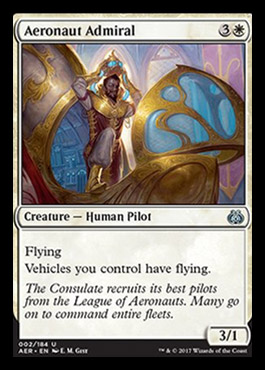 Aeronaut Admiral 3
Creature — Human Pilot
Flying
Vehicles you control have flying.
The Consulate recruits its best pilots
from the League of Aeronauts. Many go
on to command entire fleets.
3/1
002/184 U
AER • EN E. M. Gist
™ & © 2017 Wizards of the Coast